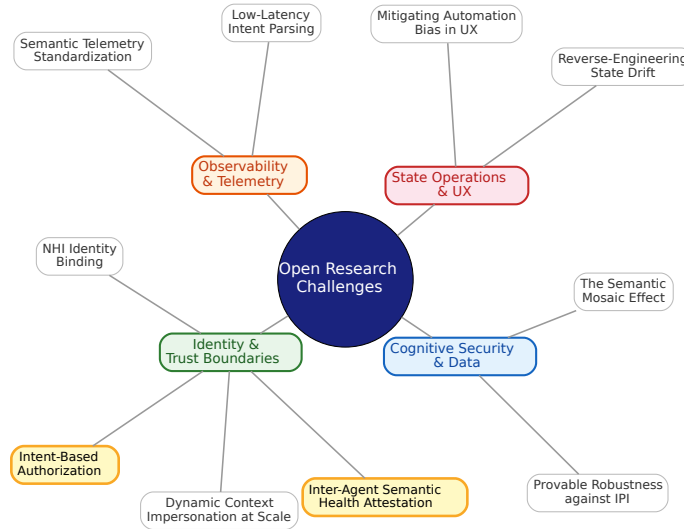 Low-Latency
Intent Parsing
Mitigating Automation
Bias in UX
Semantic Telemetry
Standardization
Reverse-Engineering
State Drift
Observability
& Telemetry
State Operations
& UX
NHI Identity
Binding
Open Research
Challenges
The Semantic
Mosaic Effect
Identity &
Trust Boundaries
Cognitive Security
& Data
Intent-Based
Authorization
Dynamic Context
Impersonation at Scale
Inter-Agent Semantic
Health Attestation
Provable Robustness
against IPI